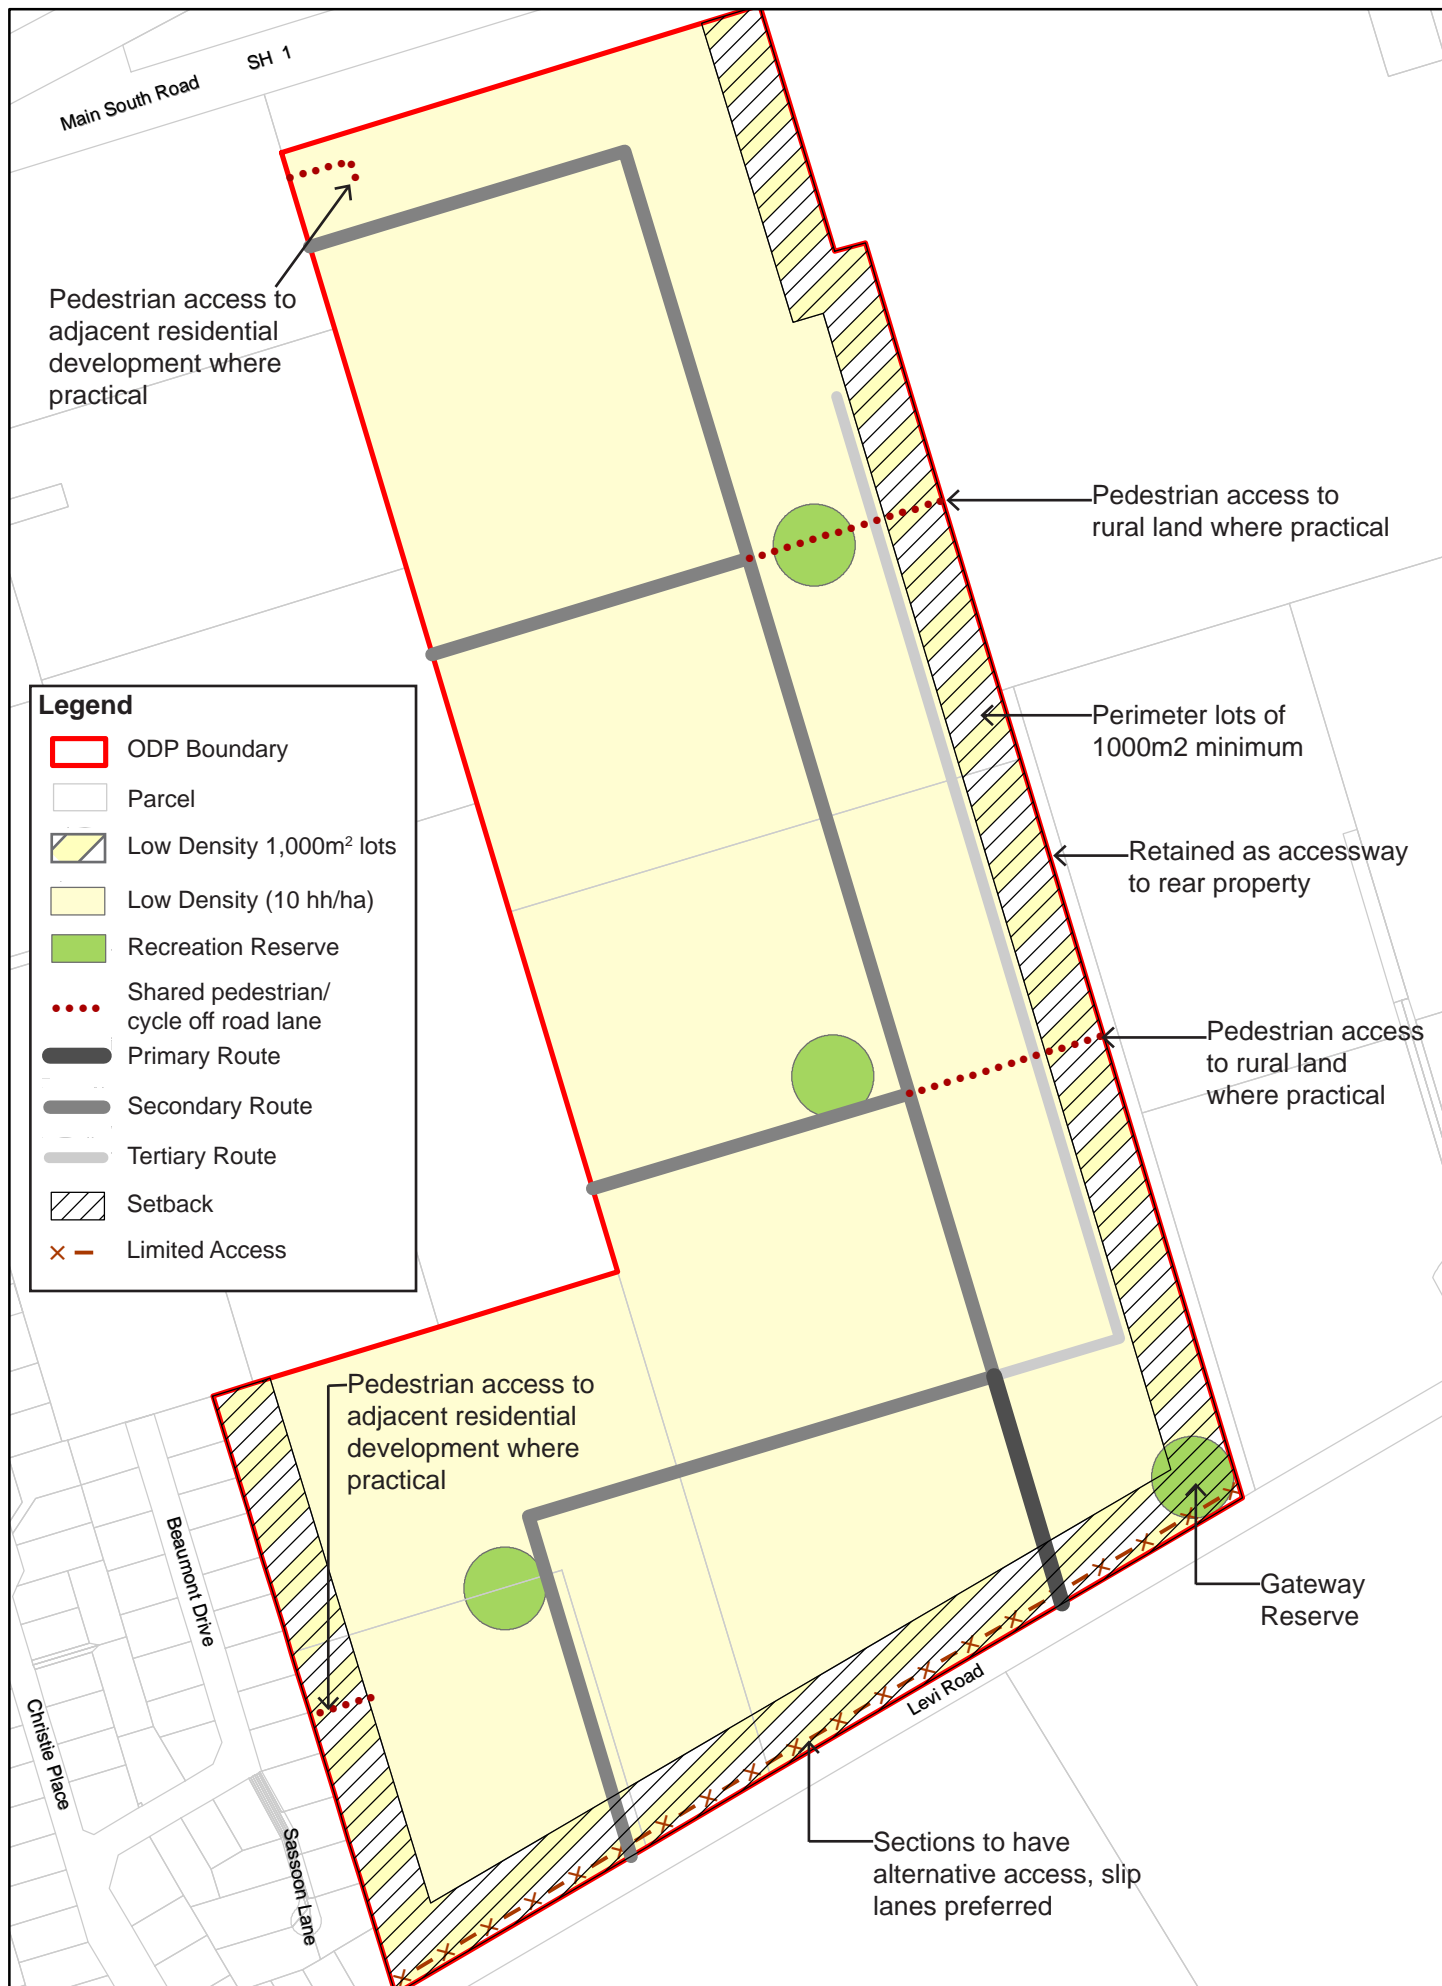 SH 1
Main South Road
Pedestrian access to
adjacent residential
development where
practical
Pedestrian access to
rural land where practical
Legend
ODP Boundary
Parcel
Low Density 1,000m² lots
Low Density (10 hh/ha)
Recreation Reserve
Shared pedestrian/
cycle off road lane
Primary Route
Secondary Route
Tertiary Route
Setback
Limited Access
Perimeter lots of
1000m2 minimum
Retained as accessway
to rear property
Pedestrian access
to rural land
where practical
Pedestrian access to
adjacent residential
development where
practical
Beaumont Drive
Christie Place
Sassoon Lane
Gateway
Reserve
Levi Road
Sections to have
alternative access, slip
lanes preferred